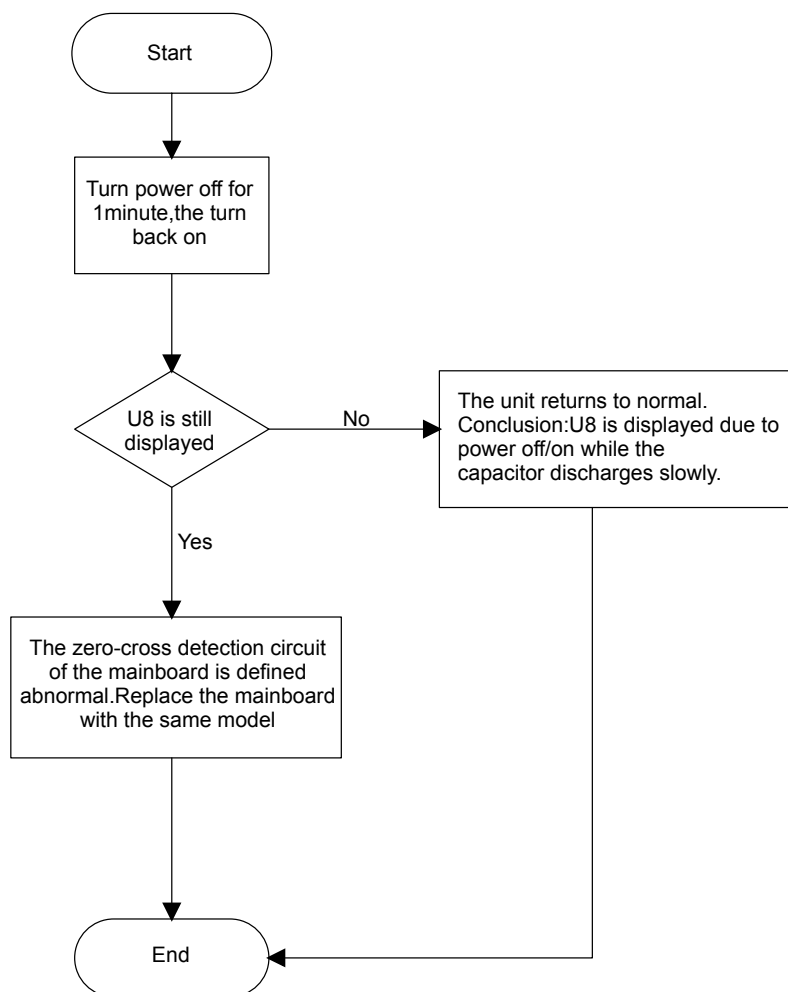 Start
Turn power off for
1minute,the turn
back on
U8 is still
displayed
No
The unit returns to normal.
Conclusion:U8 is displayed due to
power off/on while the
capacitor discharges slowly.
Yes
The zero-cross detection circuit
of the mainboard is defined
abnormal.Replace the mainboard
with the same model
End